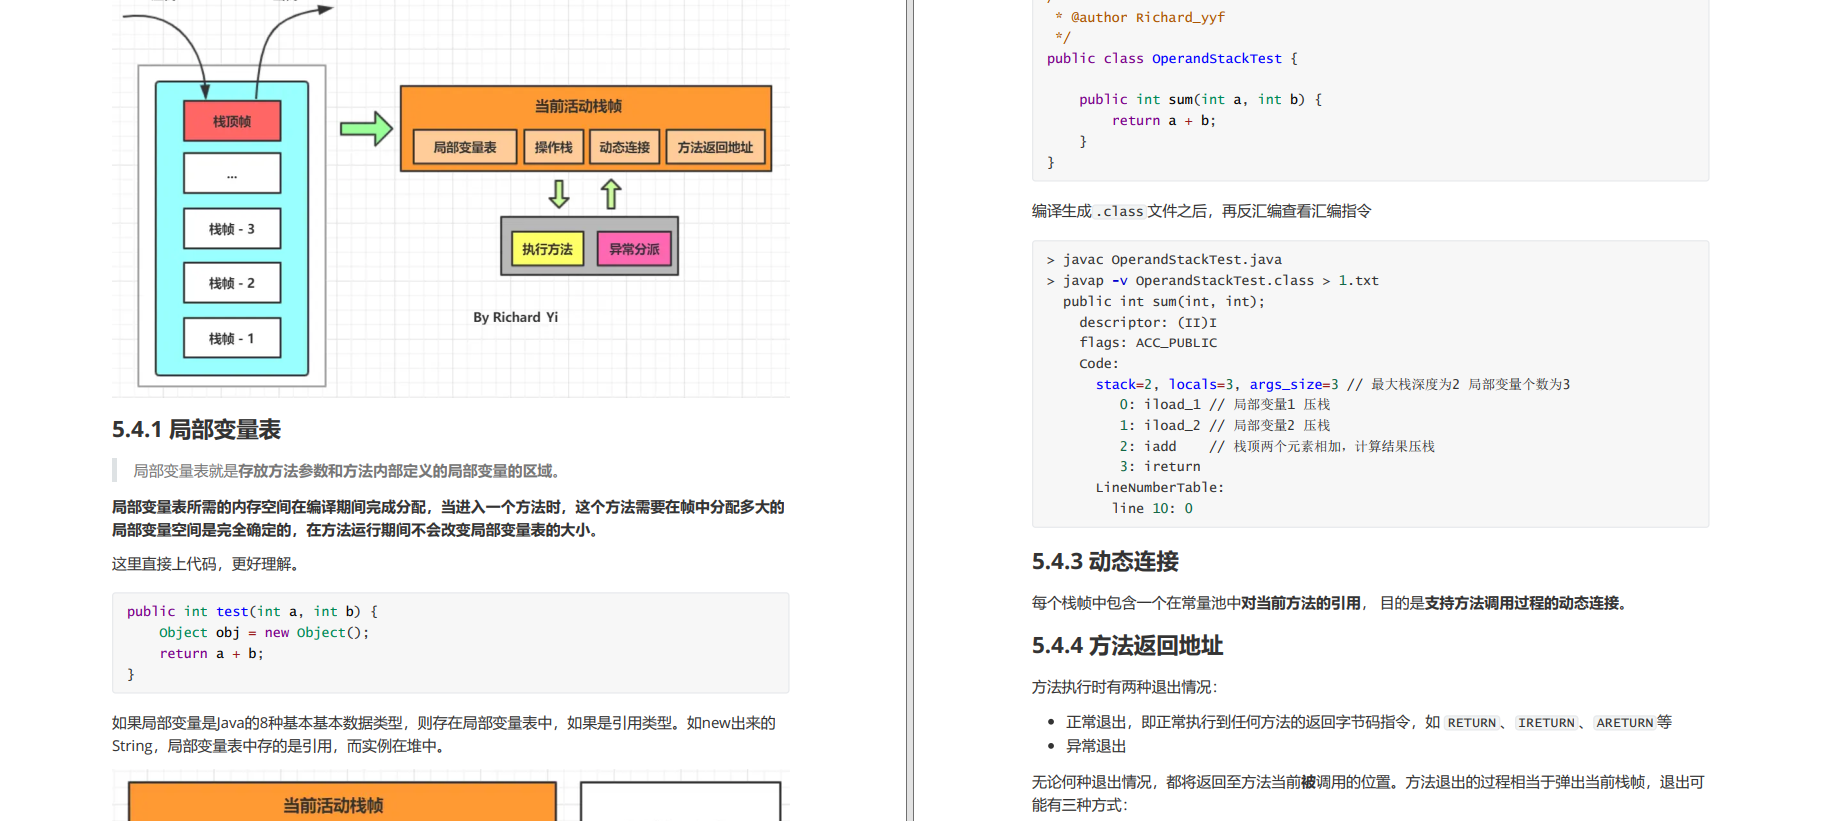 栈顶帧
...
栈帧 - 3
栈帧 - 2
栈帧 - 1
当前活动栈帧
局部变量表
操作栈
动态连接
方法返回地址
执行方法
异常分派
By Richard Yi
5.4.1 局部变量表
局部变量表就是存放方法参数和方法内部定义的局部变量的区域。
局部变量表所需的内存空间在编译期间完成分配，当进入一个方法时，这个方法需要在帧中分配多大的
局部变量空间是完全确定的，在方法运行期间不会改变局部变量表的大小。
这里直接上代码，更好理解。
public int test(int a, int b) {
    Object obj = new Object();
    return a + b;
}
如果局部变量是Java的8种基本基本数据类型，则存在局部变量表中，如果是引用类型。如new出来的
String，局部变量表中存的是引用，而实例在堆中。
当前活动栈帧
 * @author Richard_yyf
 */
public class OperandStackTest {
    public int sum(int a, int b) {
        return a + b;
    }
}
编译生成.class文件之后，再反汇编查看汇编指令
> javac OperandStackTest.java
> javap -v OperandStackTest.class > 1.txt
  public int sum(int, int);
    descriptor: (II)I
    flags: ACC_PUBLIC
    Code:
      stack=2, locals=3, args_size=3 // 最大栈深度为2 局部变量个数为3
         0: iload_1 // 局部变量1 压栈
         1: iload_2 // 局部变量2 压栈
         2: iadd    // 栈顶两个元素相加，计算结果压栈
         3: ireturn
      LineNumberTable:
        line 10: 0
5.4.3 动态连接
每个栈帧中包含一个在常量池中对当前方法的引用， 目的是支持方法调用过程的动态连接。
5.4.4 方法返回地址
方法执行时有两种退出情况：
• 正常退出，即正常执行到任何方法的返回字节码指令，如 RETURN、IRETURN、ARETURN等
• 异常退出
无论何种退出情况，都将返回至方法当前被调用的位置。方法退出的过程相当于弹出当前栈帧，退出可
能有三种方式：